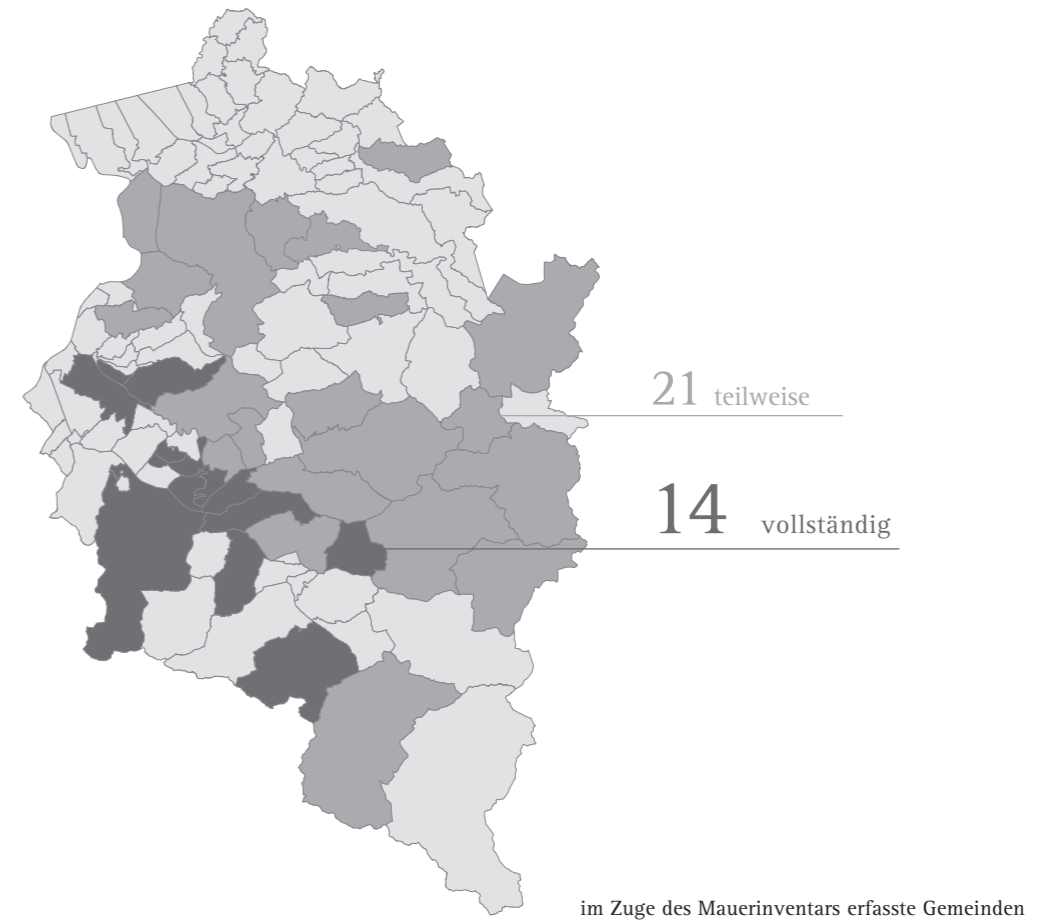 21 teilweise
14 vollständig
im Zuge des Mauerinventars erfasste Gemeinden